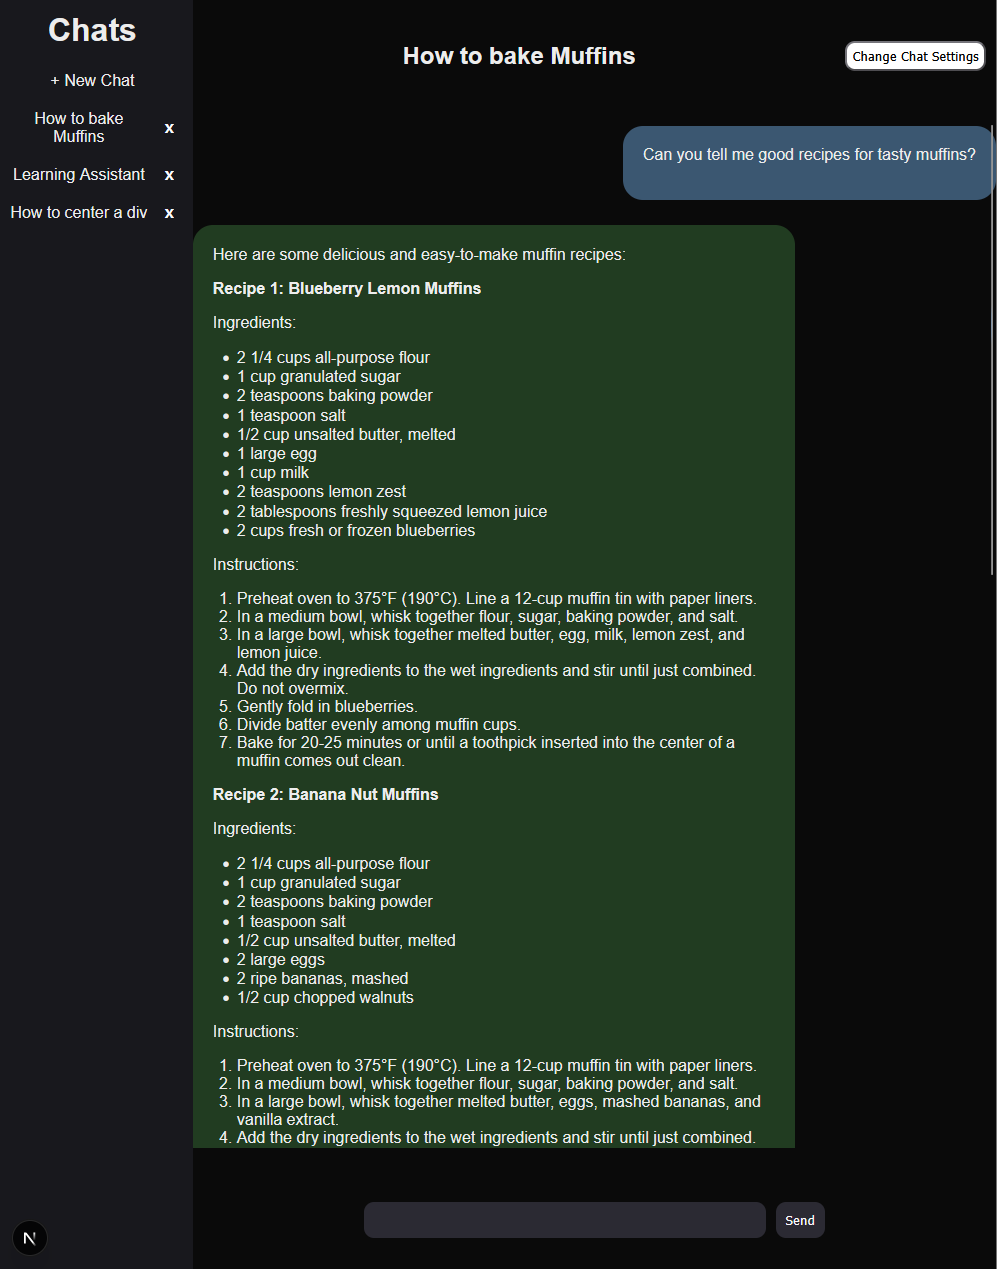 Chats
+ New Chat
How to bake
Muffins
x
Learning Assistant x
How to center a div x
How to bake Muffins
Change Chat Settings
Can you tell me good recipes for tasty muffins?
Here are some delicious and easy-to-make muffin recipes:
Recipe 1: Blueberry Lemon Muffins
Ingredients:
• 2 1/4 cups all-purpose flour
• 1 cup granulated sugar
• 2 teaspoons baking powder
• 1 teaspoon salt
• 1/2 cup unsalted butter, melted
• 1 large egg
• 1 cup milk
• 2 teaspoons lemon zest
• 2 tablespoons freshly squeezed lemon juice
• 2 cups fresh or frozen blueberries
Instructions:
1. Preheat oven to 375°F (190°C). Line a 12-cup muffin tin with paper liners.
2. In a medium bowl, whisk together flour, sugar, baking powder, and salt.
3. In a large bowl, whisk together melted butter, egg, milk, lemon zest, and
lemon juice.
4. Add the dry ingredients to the wet ingredients and stir until just combined.
Do not overmix.
5. Gently fold in blueberries.
6. Divide batter evenly among muffin cups.
7. Bake for 20-25 minutes or until a toothpick inserted into the center of a
muffin comes out clean.
Recipe 2: Banana Nut Muffins
Ingredients:
• 2 1/4 cups all-purpose flour
• 1 cup granulated sugar
• 2 teaspoons baking powder
• 1 teaspoon salt
• 1/2 cup unsalted butter, melted
• 2 large eggs
• 2 ripe bananas, mashed
• 1/2 cup chopped walnuts
Instructions:
1. Preheat oven to 375°F (190°C). Line a 12-cup muffin tin with paper liners.
2. In a medium bowl, whisk together flour, sugar, baking powder, and salt.
3. In a large bowl, whisk together melted butter, eggs, mashed bananas, and
vanilla extract.
4. Add the dry ingredients to the wet ingredients and stir until just combined.
Send
N